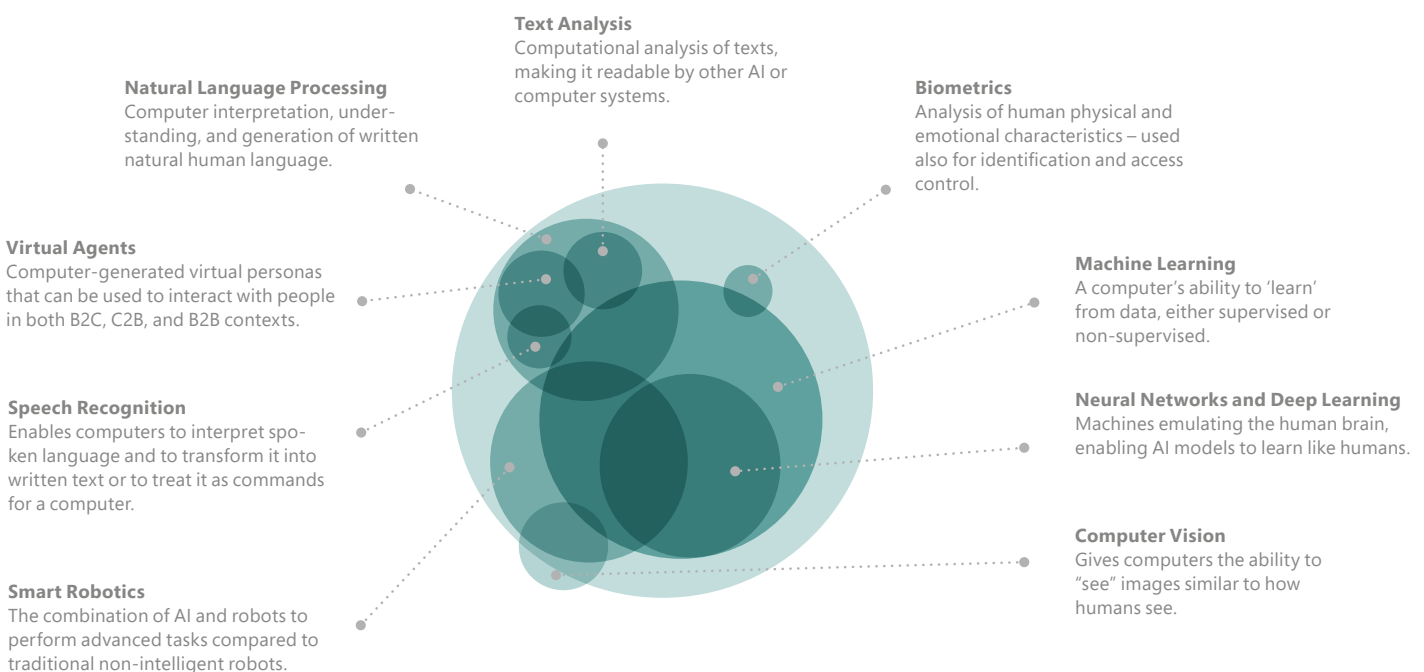 Text Analysis
Computational analysis of texts,
making it readable by other AI or
computer systems.
Natural Language Processing
Computer interpretation, under-
standing, and generation of written
natural human language.
Biometrics
Analysis of human physical and
emotional characteristics – used
also for identification and access
control.
Virtual Agents
Computer-generated virtual personas
that can be used to interact with people
in both B2C, C2B, and B2B contexts.
Machine Learning
A computer’s ability to ‘learn’
from data, either supervised or
non-supervised.
Speech Recognition
Enables computers to interpret spo-
ken language and to transform it into
written text or to treat it as commands
for a computer.
Neural Networks and Deep Learning
Machines emulating the human brain,
enabling AI models to learn like humans.
Computer Vision
Gives computers the ability to
“see” images similar to how
humans see.
Smart Robotics
The combination of AI and robots to
perform advanced tasks compared to
traditional non-intelligent robots.